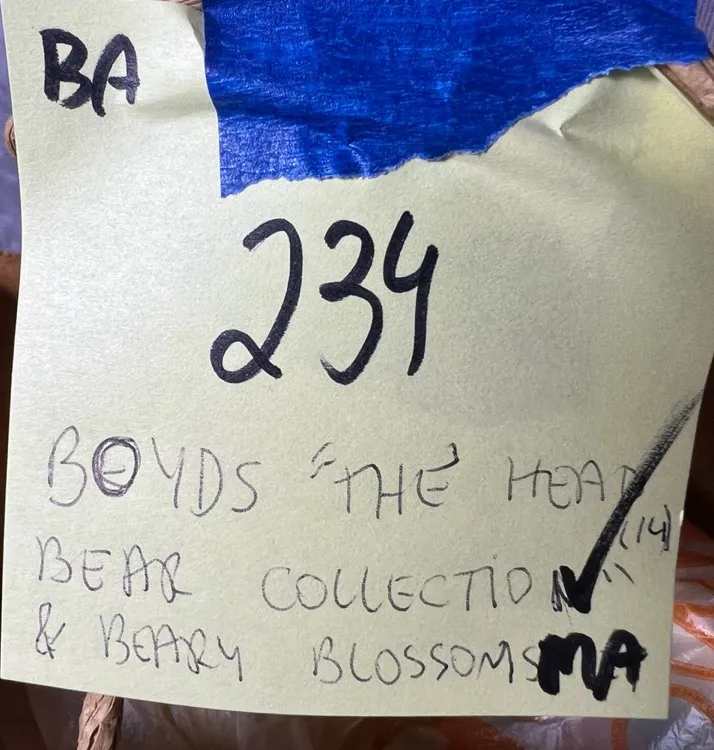 BA
234
BOYDS "THE HEAD
BEAR COLLECTION" (14)
& BEARY BLOSSOMS MA